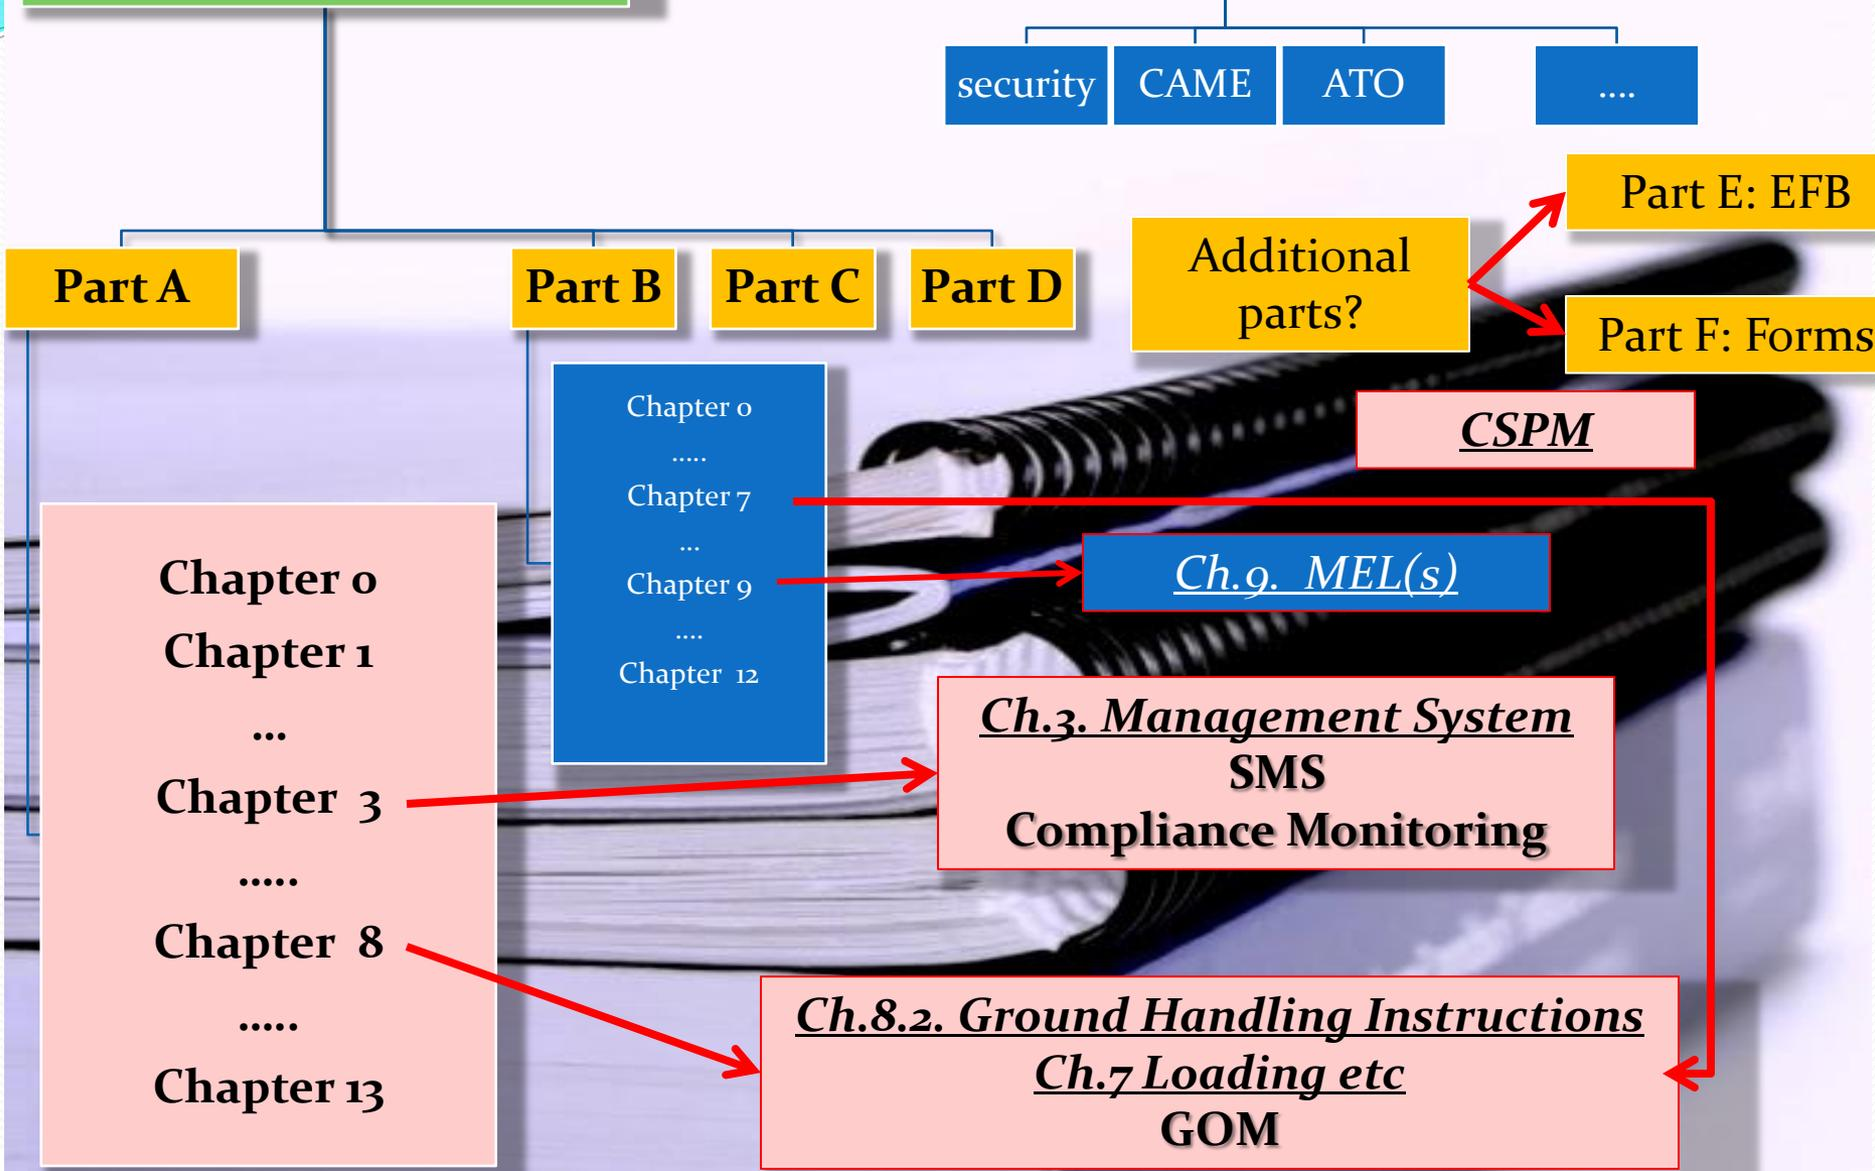 security
CAME
ATO
....
Part E: EFB
Additional
parts?
Part F: Forms
Part A
Part B
Part C
Part D
CSPM
Chapter 0
.....
Chapter 7
...
Chapter 9
....
Chapter 12
Ch.9. MEL(s)
Chapter 0
Chapter 1
...
Chapter 3
.....
Chapter 8
.....
Chapter 13
Ch.3. Management System
SMS
Compliance Monitoring
Ch.8.2. Ground Handling Instructions
Ch.7 Loading etc
GOM